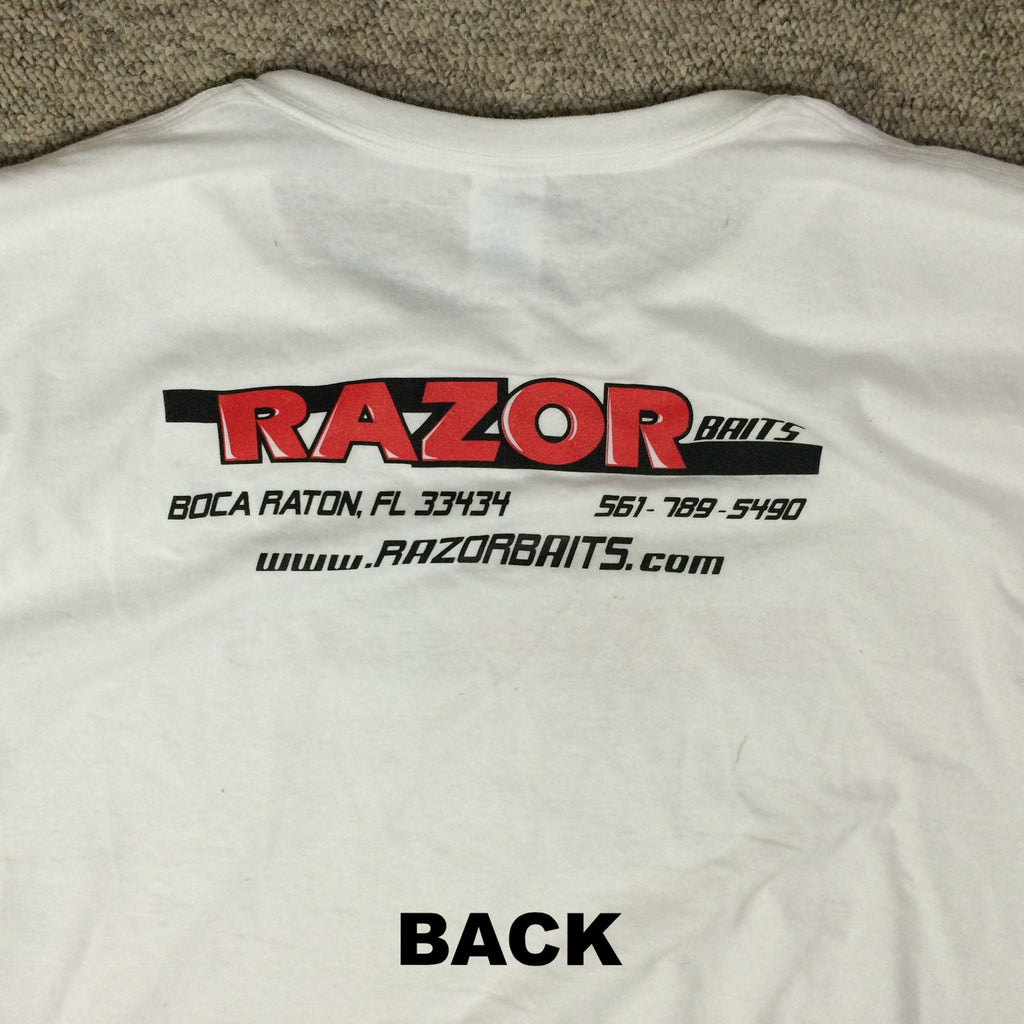 RAZOR BAITS
BOCA RATON, FL 33434 561-789-5490
www.RAZORBAITS.com
BACK